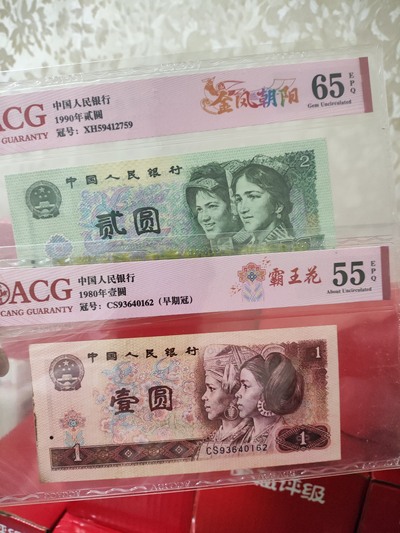 ACG
GUARANTY
中国人民银行
1990年贰圆
冠号：XH59412759
金凤朝阳
65 EPQ
Gem Uncirculated
中国人民银行
2
贰圆
ACG
CANG GUARANTY
中国人民银行
1980年壹圆
冠号：CS93640162（早期冠）
霸王花
55 EPQ
About Uncirculated
中国人民银行
1
壹圆
CS93640162
1
1
评级